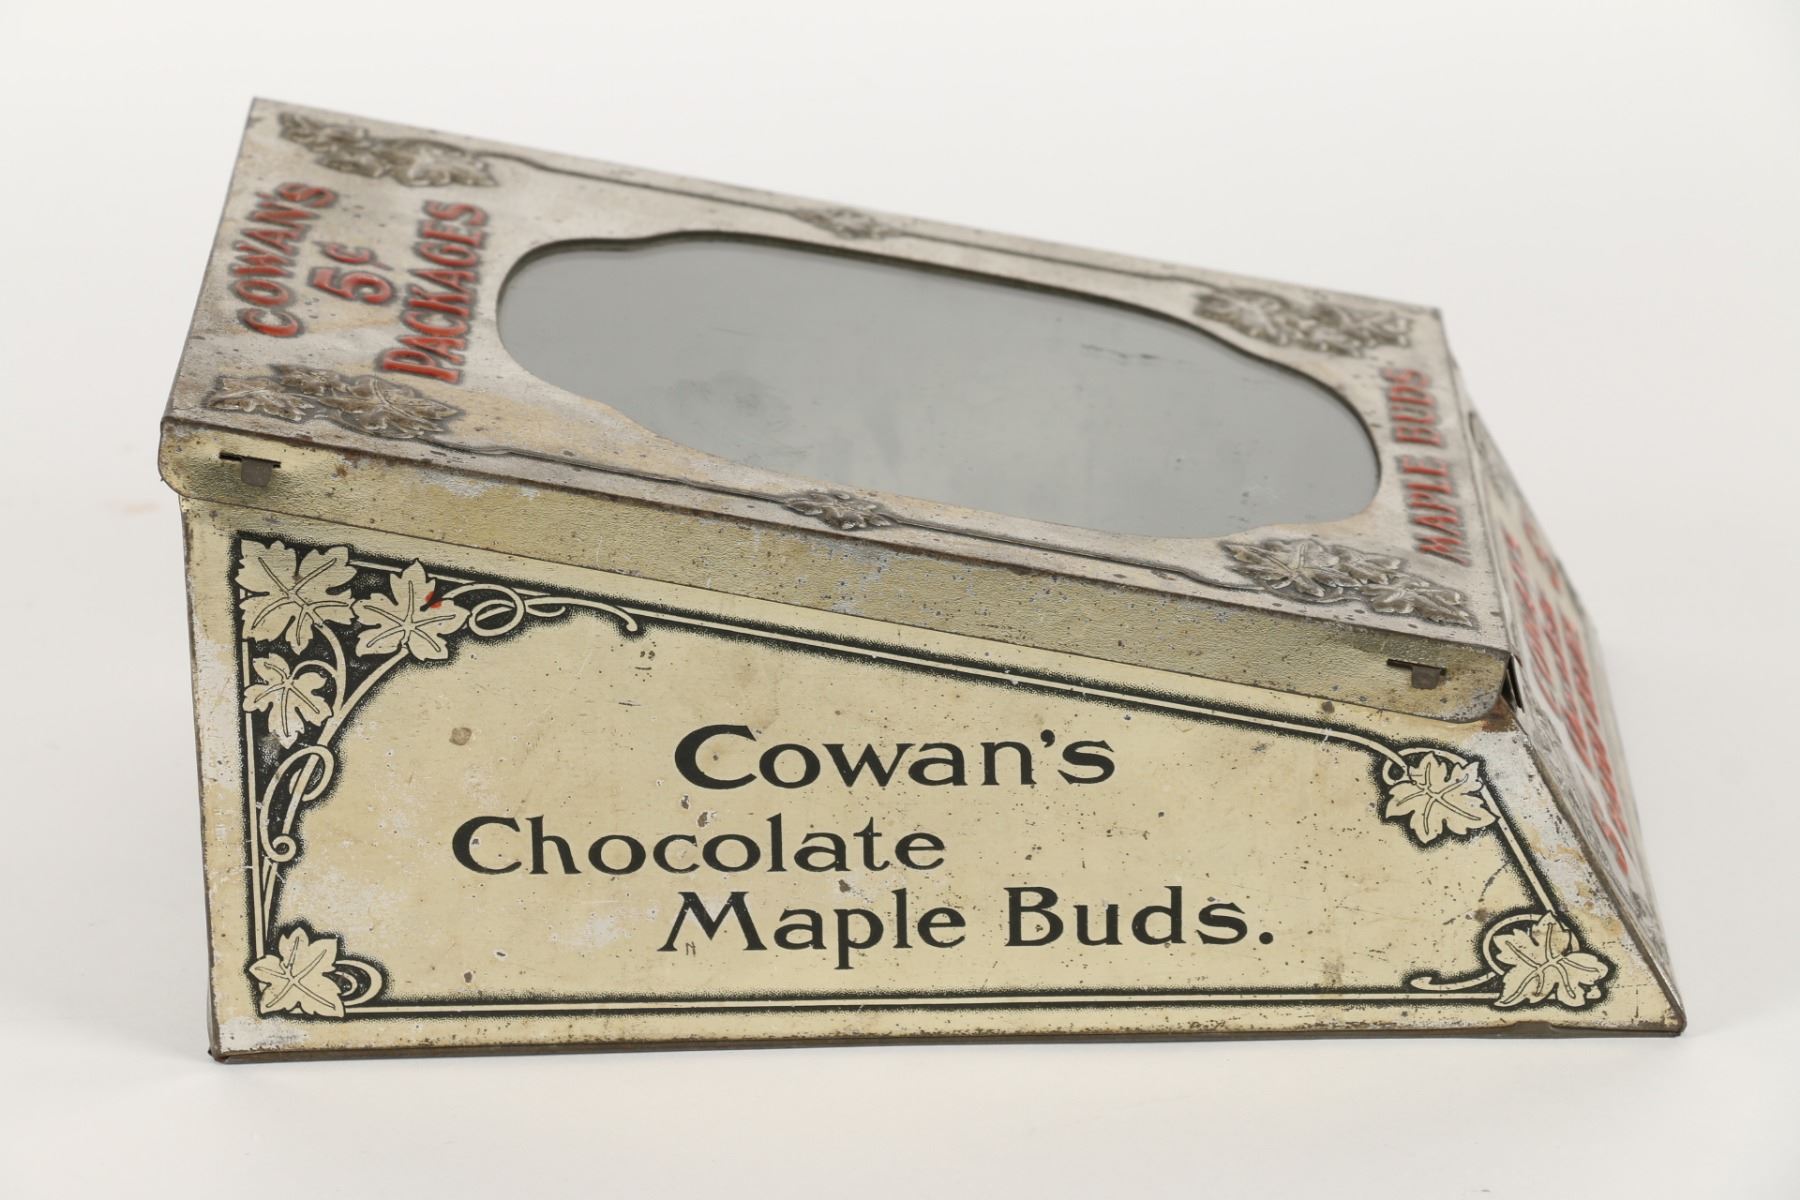 COWAN'S
5¢
PACKAGES
MAPLE BUDS
Cowan's
Chocolate
Maple Buds.